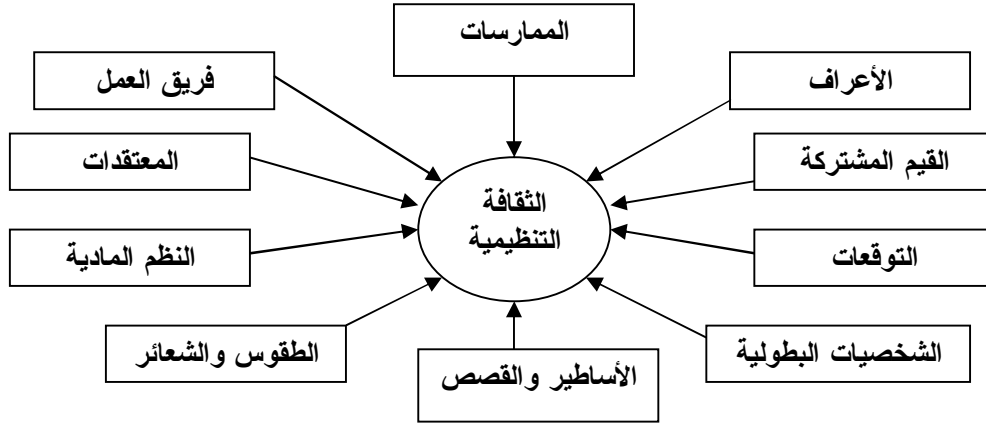 الممارسات
الأعراف
فريق العمل
القيم المشتركة
المعتقدات
الثقافة
التنظيمية
التوقعات
النظم المادية
الشخصيات البطولية
الأساطير والقصص
الطقوس والشعائر